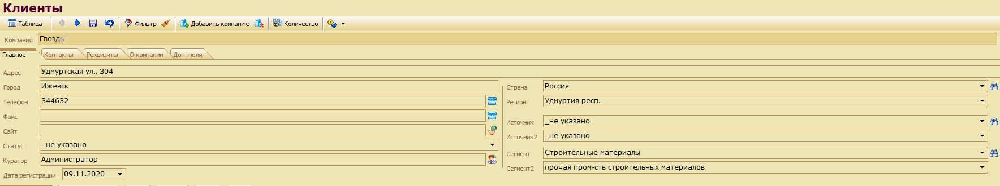 Клиенты
Таблица Фильтр Добавить компанию Количество
Компания Гвоздь
Главное Контакты Реквизиты О компании Доп. поля
Адрес Удмуртская ул., 304
Город Ижевск Страна Россия
Телефон 344632 Регион Удмуртия респ.
Факс
Источник _не указано
Сайт
Источник2 _не указано
Статус _не указано
Сегмент Строительные материалы
Куратор Администратор
Сегмент2 прочая пром-сть строительных материалов
Дата регистрации 09.11.2020